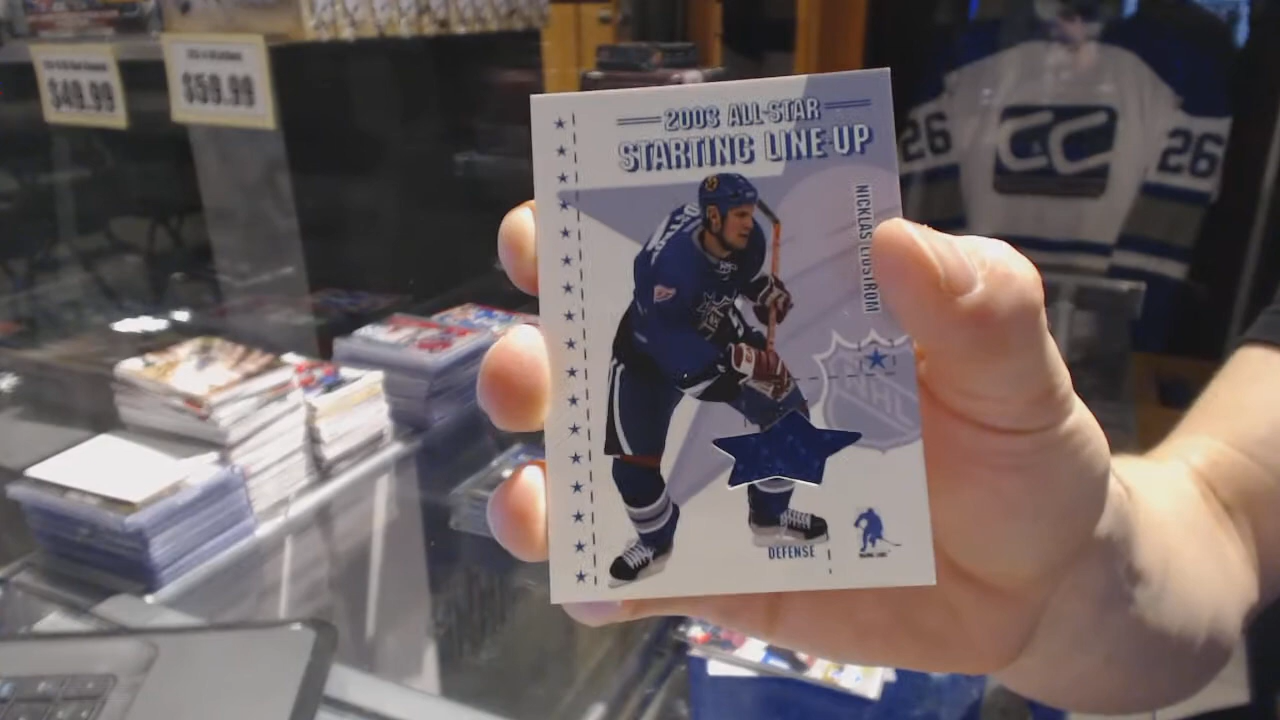 $49.99
$59.99
2003 ALL-STAR
STARTING LINE-UP
NICKLAS LIDSTROM
NHL
DEFENSE
26
26